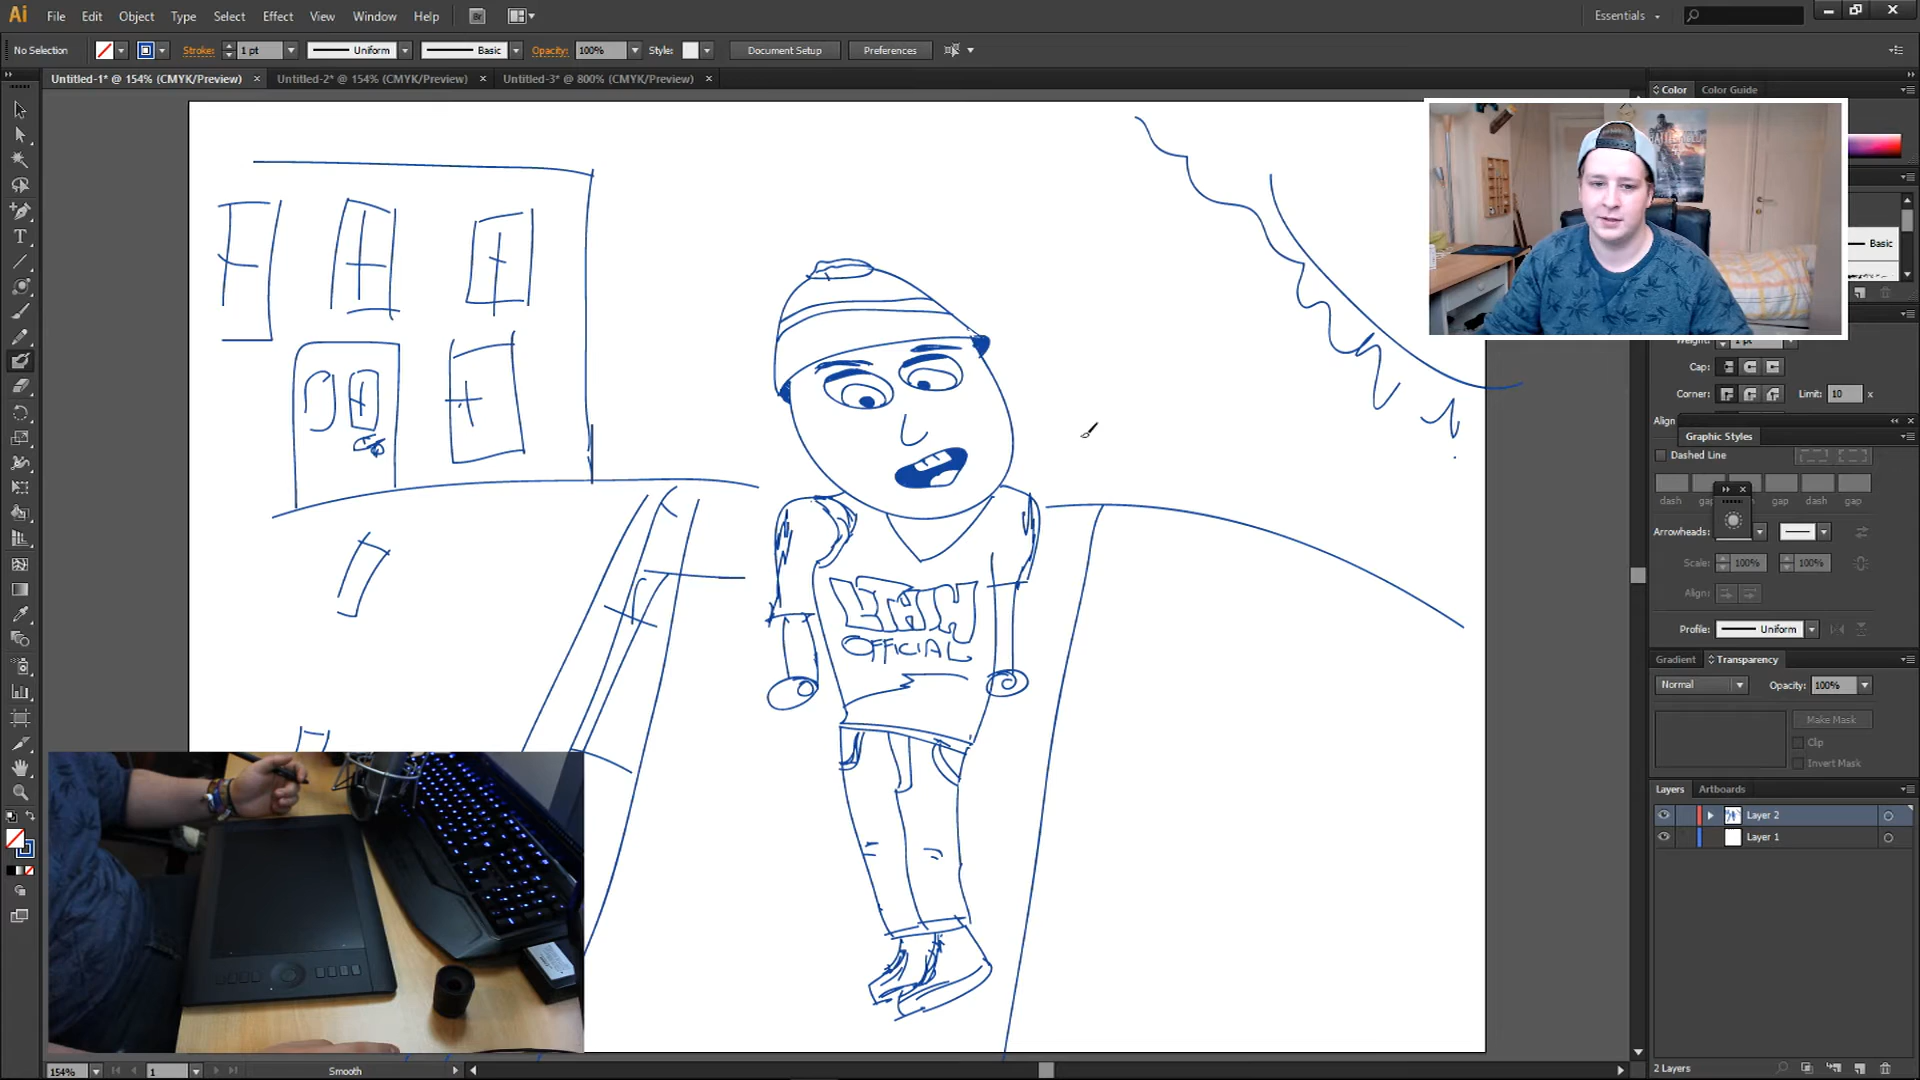 Ai File Edit Object Type Select Effect View Window Help Br Essentials
No Selection Stroke: 1 pt Uniform Basic Opacity: 100% Style: Document Setup Preferences
Untitled-1* @ 154% (CMYK/Preview) Untitled-2* @ 154% (CMYK/Preview) Untitled-3* @ 800% (CMYK/Preview)
Color Color Guide
Basic
Cap:
Corner: Limit: 10 x
Align
Graphic Styles
Dashed Line
dash gap dash gap
Arrowheads:
Scale: 100% 100%
Align:
Profile: Uniform
OFFICIAL
Gradient Transparency
Normal Opacity: 100%
Make Mask
Clip
Invert Mask
Layers Artboards
Layer 2
Layer 1
2 Layers
154% 1 Smooth